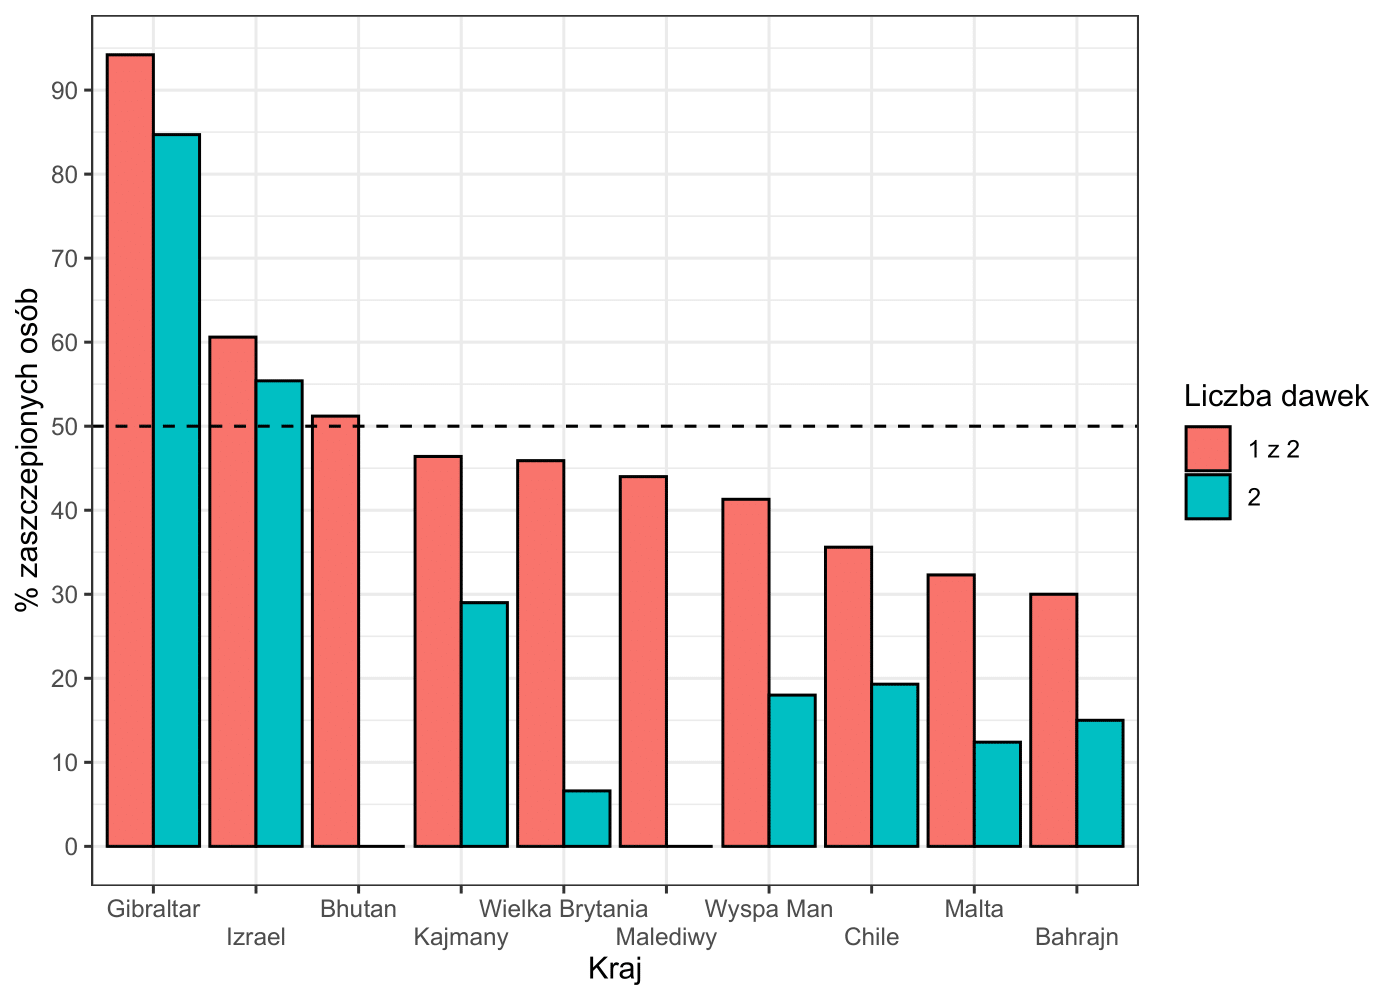 % zaszczepionych osób
90
80
70
60
50
40
30
20
10
0
Gibraltar
Izrael
Bhutan
Kajmany
Wielka Brytania
Malediwy
Wyspa Man
Chile
Malta
Bahrajn
Kraj
Liczba dawek
1 z 2
2